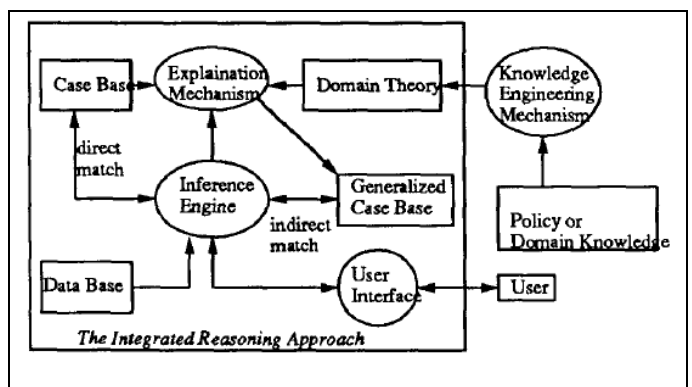 Case Base
Explaination
Mechanism
Domain Theory
Knowledge
Engineering
Mechanism
direct
match
Inference
Engine
indirect
match
Generalized
Case Base
Policy or
Domain Knowledge
Data Base
User
Interface
User
The Integrated Reasoning Approach